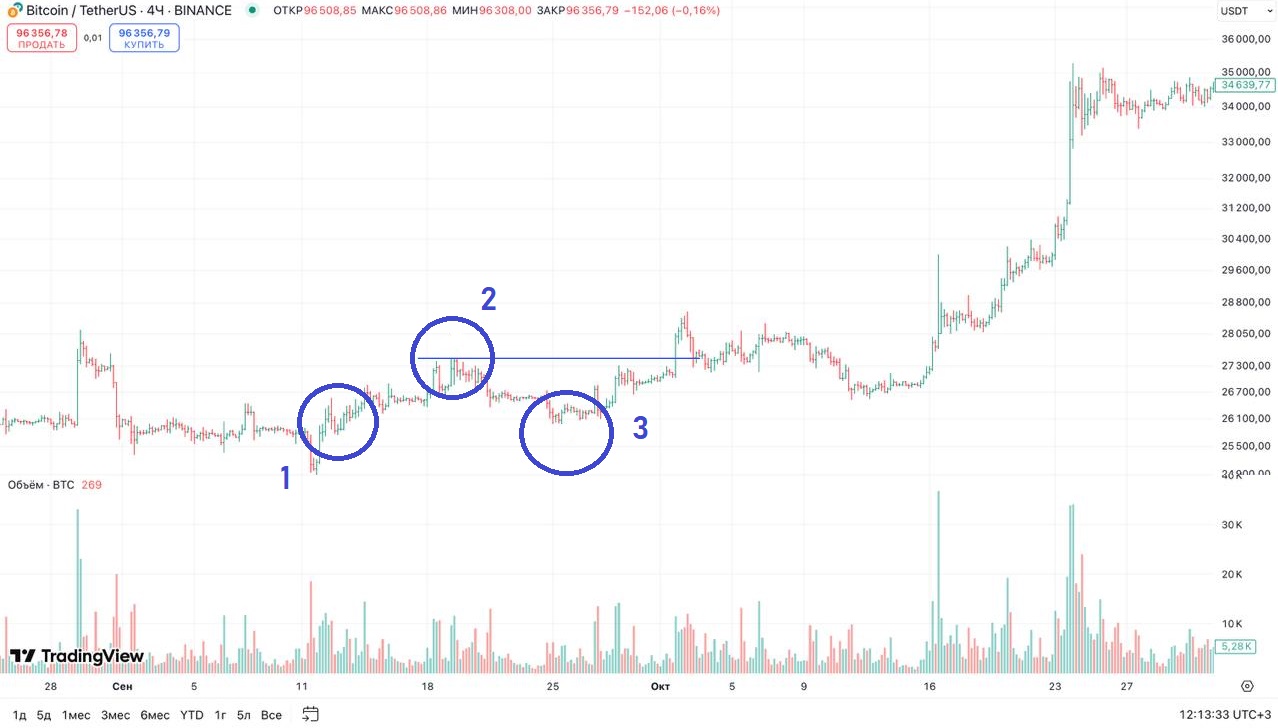 Bitcoin / TetherUS · 4Ч · BINANCE ОТКР96 508,85 МАКС96 508,86 МИН96 308,00 ЗАКР96 356,79 −152,06 (−0,16%)
USDT
96 356,78
ПРОДАТЬ
0,01
96 356,79
КУПИТЬ
36 000,00
35 000,00
34 639,77
34 000,00
33 000,00
32 000,00
31 200,00
30 400,00
29 600,00
28 800,00
28 050,00
27 300,00
26 700,00
26 100,00
25 500,00
2
3
1
Объём · BTC 269
30 K
20 K
10 K
5,28 K
TradingView
28 Сен 5 11 18 25 Окт 5 9 16 23 27
1д 5д 1мес 3мес 6мес YTD 1г 5л Все
12:13:33 UTC+3